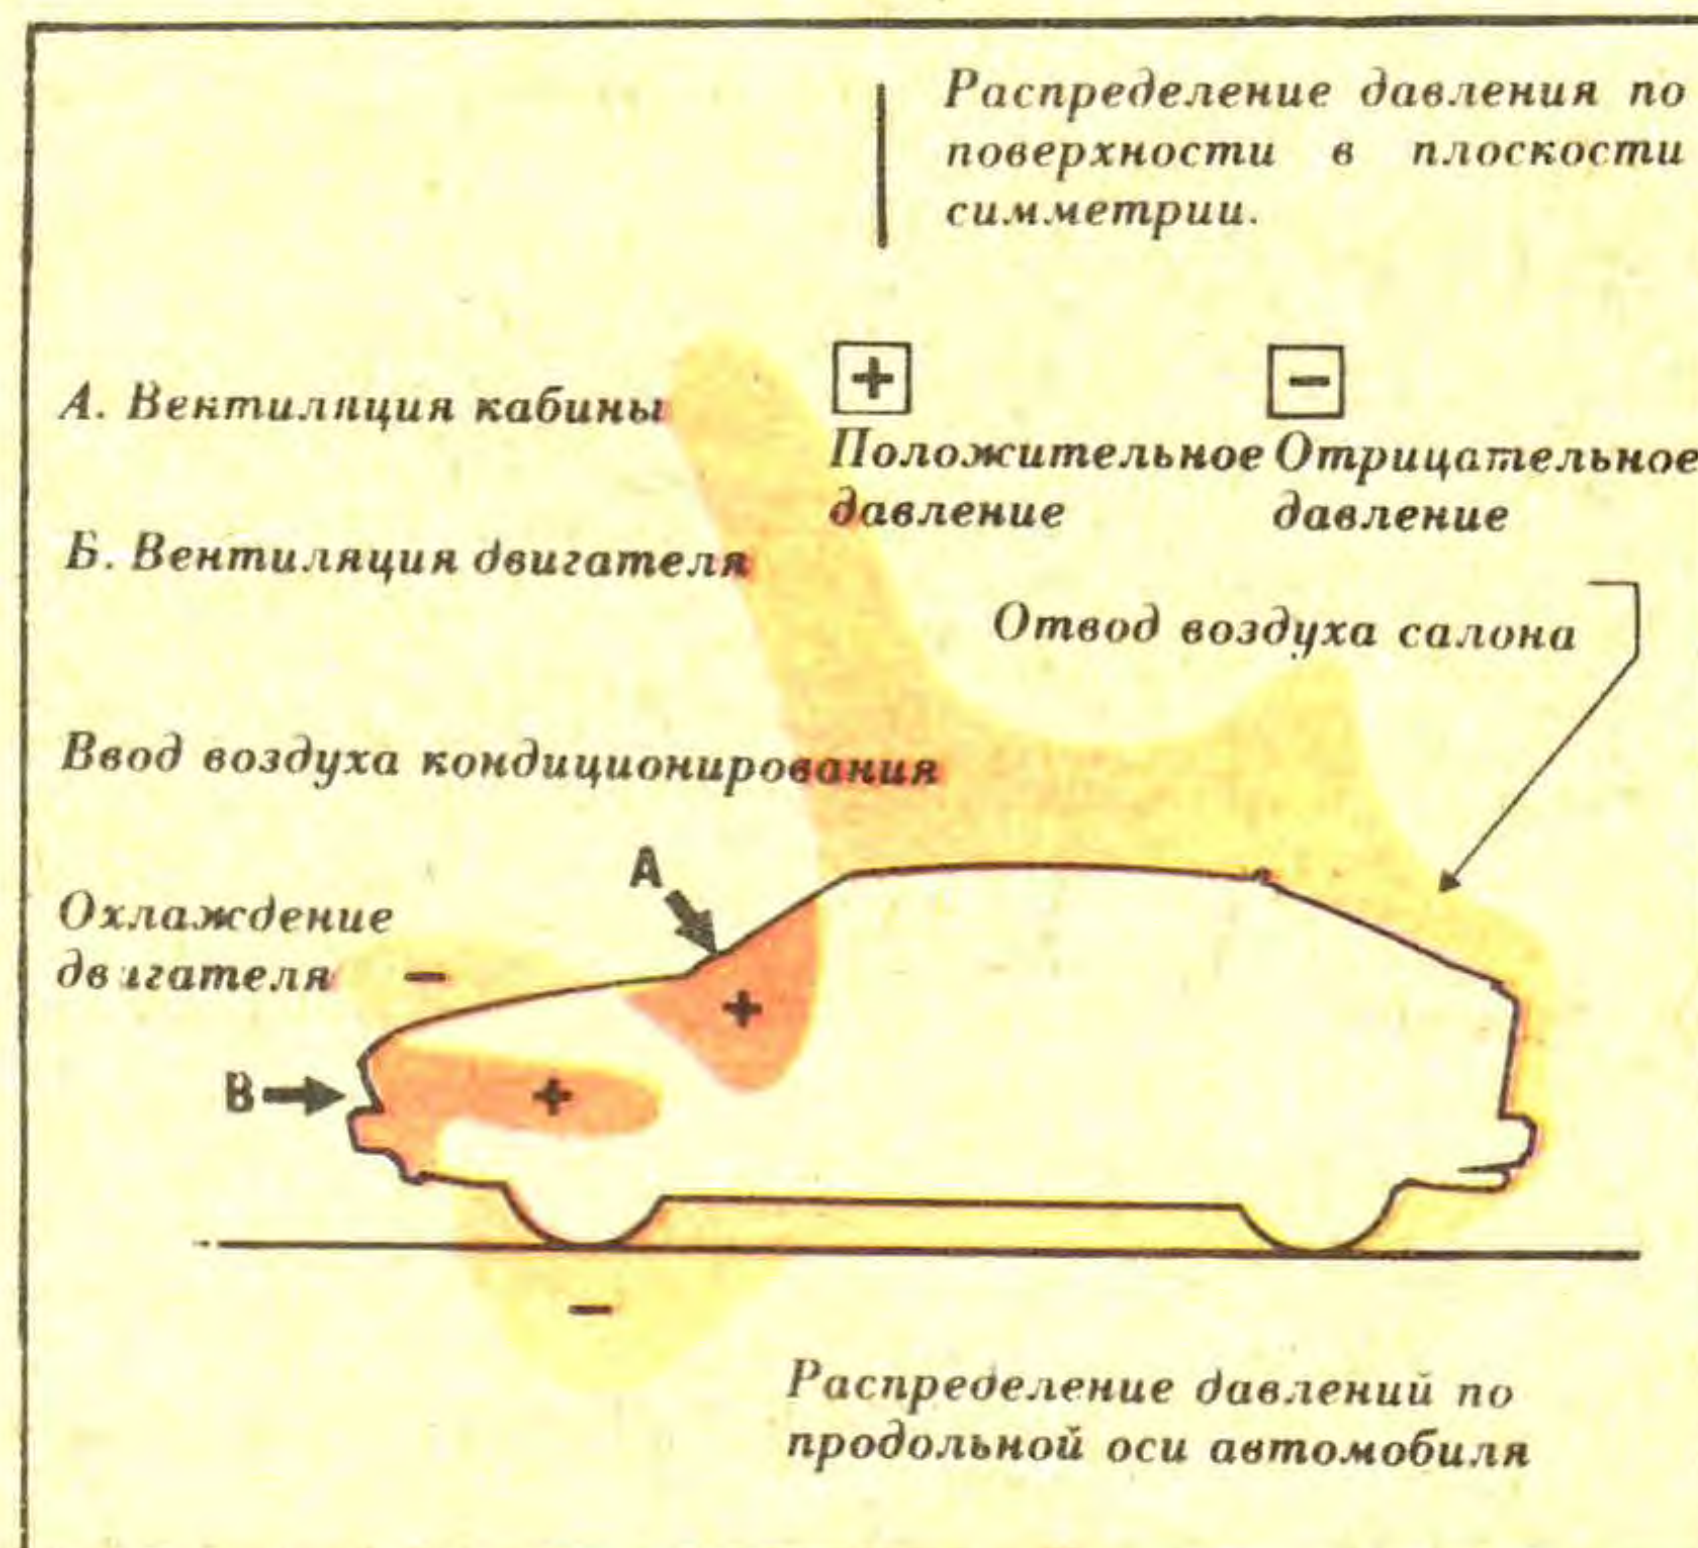 Распределение давления по
поверхности в плоскости
симметрии.
А. Вентиляция кабины
+
−
Положительное
давление
Отрицательное
давление
Б. Вентиляция двигателя
Отвод воздуха салона
Ввод воздуха кондиционирования
A
Охлаждение
двигателя
−
+
B
+
−
Распределение давлений по
продольной оси автомобиля